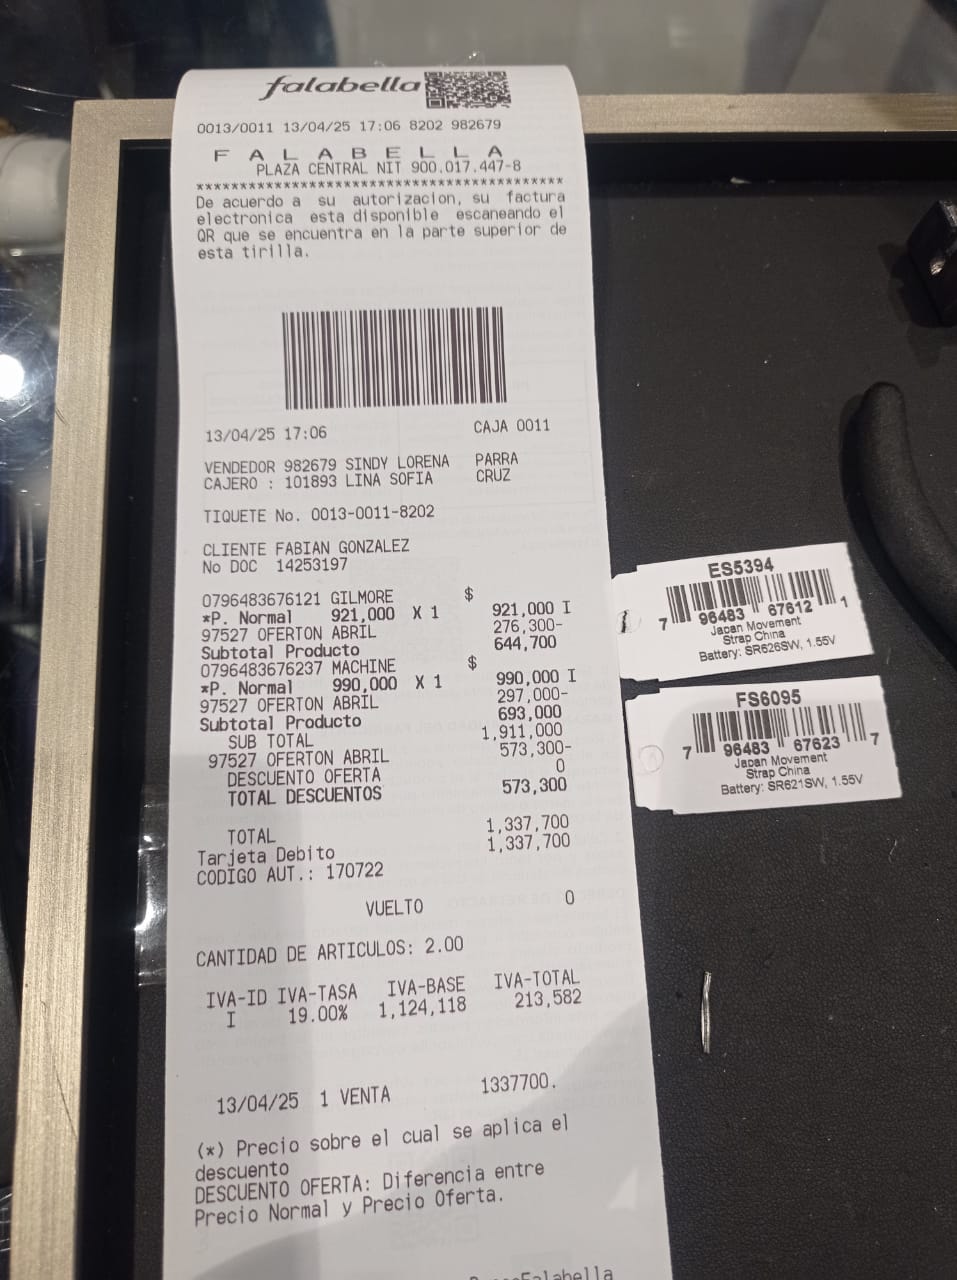 falabella
0013/0011 13/04/25 17:06 8202 982679
F A L A B E L L A
PLAZA CENTRAL NIT 900.017.447-8
******************************************
De acuerdo a su autorizacion, su factura
electronica esta disponible escaneando el
QR que se encuentra en la parte superior de
esta tirilla.
13/04/25 17:06 CAJA 0011
VENDEDOR 982679 SINDY LORENA PARRA
CAJERO : 101893 LINA SOFIA CRUZ
TIQUETE No. 0013-0011-8202
CLIENTE FABIAN GONZALEZ
No DOC 14253197
0796483676121 GILMORE $
*P. Normal 921,000 X 1 921,000 I
97527 OFERTON ABRIL 276,300-
Subtotal Producto 644,700
0796483676237 MACHINE $
*P. Normal 990,000 X 1 990,000 I
97527 OFERTON ABRIL 297,000-
Subtotal Producto 693,000
SUB TOTAL 1,911,000
97527 OFERTON ABRIL 573,300-
DESCUENTO OFERTA 0
TOTAL DESCUENTOS 573,300
TOTAL 1,337,700
Tarjeta Debito 1,337,700
CODIGO AUT.: 170722
VUELTO 0
CANTIDAD DE ARTICULOS: 2.00
IVA-ID IVA-TASA IVA-BASE IVA-TOTAL
I 19.00% 1,124,118 213,582
13/04/25 1 VENTA 1337700.
(*) Precio sobre el cual se aplica el
descuento
DESCUENTO OFERTA: Diferencia entre
Precio Normal y Precio Oferta.
ES5394
7 96483 67612 1
Japan Movement
Strap China
Battery: SR626SW, 1.55V
FS6095
7 96483 67623 7
Japan Movement
Strap China
Battery: SR621SW, 1.55V